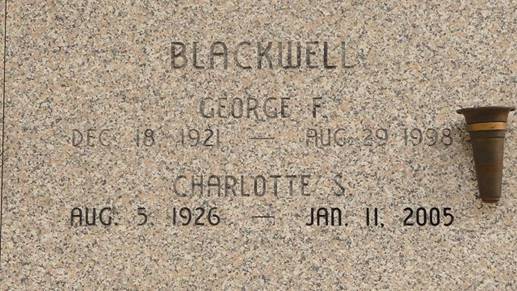 BLACKWELL
GEORGE F.
DEC. 18, 1921 — AUG. 29 1998
CHARLOTTE S.
AUG. 5, 1926 — JAN. 11, 2005